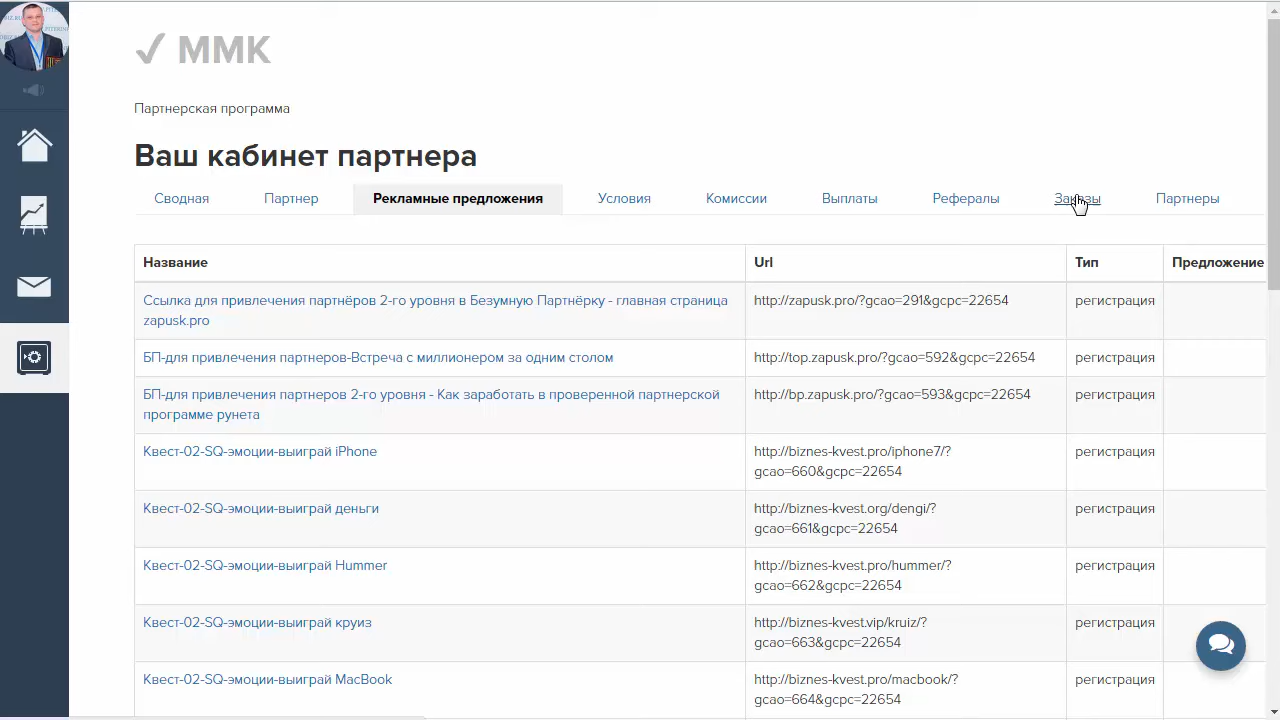 ✓ ММК
Партнерская программа
Ваш кабинет партнера
Сводная Партнер Рекламные предложения Условия Комиссии Выплаты Рефералы Заказы Партнеры
Название Url Тип Предложение
Ссылка для привлечения партнёров 2-го уровня в Безумную Партнёрку - главная страница
zapusk.pro
http://zapusk.pro/?gcao=291&gcpc=22654 регистрация
БП-для привлечения партнеров-Встреча с миллионером за одним столом http://top.zapusk.pro/?gcao=592&gcpc=22654 регистрация
БП-для привлечения партнеров 2-го уровня - Как заработать в проверенной партнерской
программе рунета
http://bp.zapusk.pro/?gcao=593&gcpc=22654 регистрация
Квест-02-SQ-эмоции-выиграй iPhone http://biznes-kvest.pro/iphone7/? регистрация
gcao=660&gcpc=22654
Квест-02-SQ-эмоции-выиграй деньги http://biznes-kvest.org/dengi/? регистрация
gcao=661&gcpc=22654
Квест-02-SQ-эмоции-выиграй Hummer http://biznes-kvest.pro/hummer/? регистрация
gcao=662&gcpc=22654
Квест-02-SQ-эмоции-выиграй круиз http://biznes-kvest.vip/kruiz/? регистрация
gcao=663&gcpc=22654
Квест-02-SQ-эмоции-выиграй MacBook http://biznes-kvest.pro/macbook/? регистрация
gcao=664&gcpc=22654